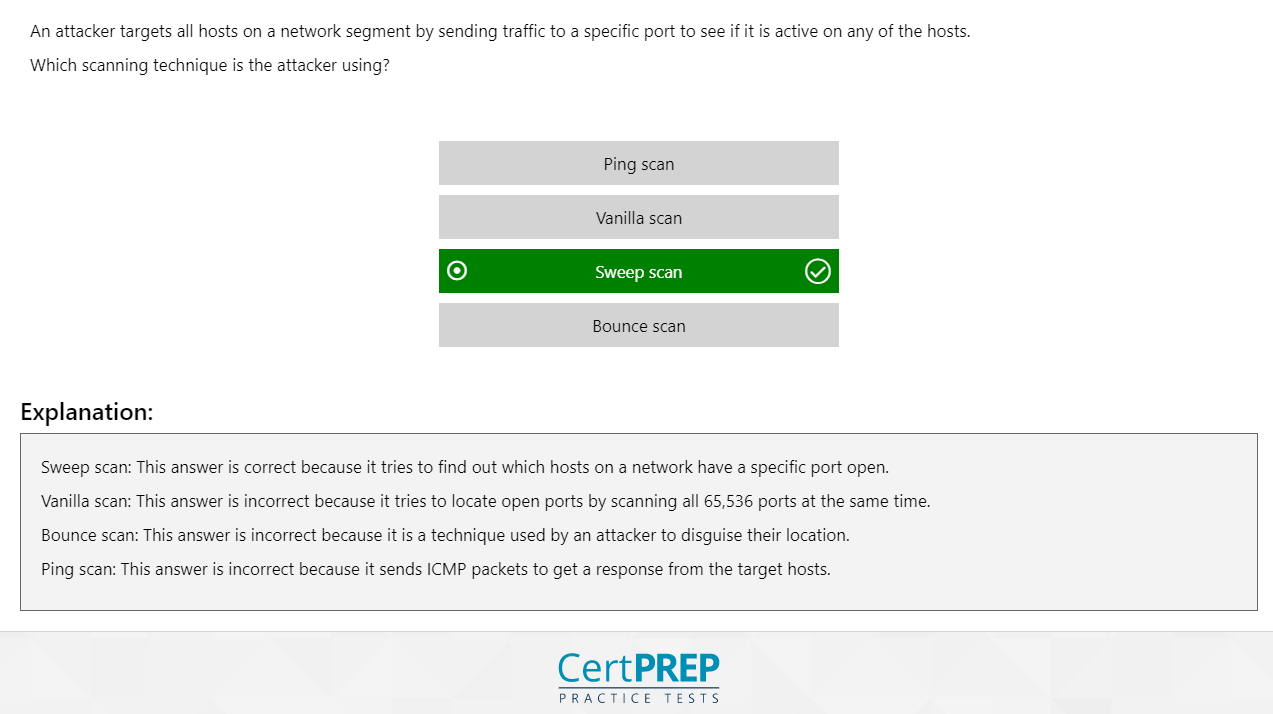 An attacker targets all hosts on a network segment by sending traffic to a specific port to see if it is active on any of the hosts.
Which scanning technique is the attacker using?
Ping scan
Vanilla scan
Sweep scan
Bounce scan
Explanation:
Sweep scan: This answer is correct because it tries to find out which hosts on a network have a specific port open.
Vanilla scan: This answer is incorrect because it tries to locate open ports by scanning all 65,536 ports at the same time.
Bounce scan: This answer is incorrect because it is a technique used by an attacker to disguise their location.
Ping scan: This answer is incorrect because it sends ICMP packets to get a response from the target hosts.
CertPREP
PRACTICE TESTS